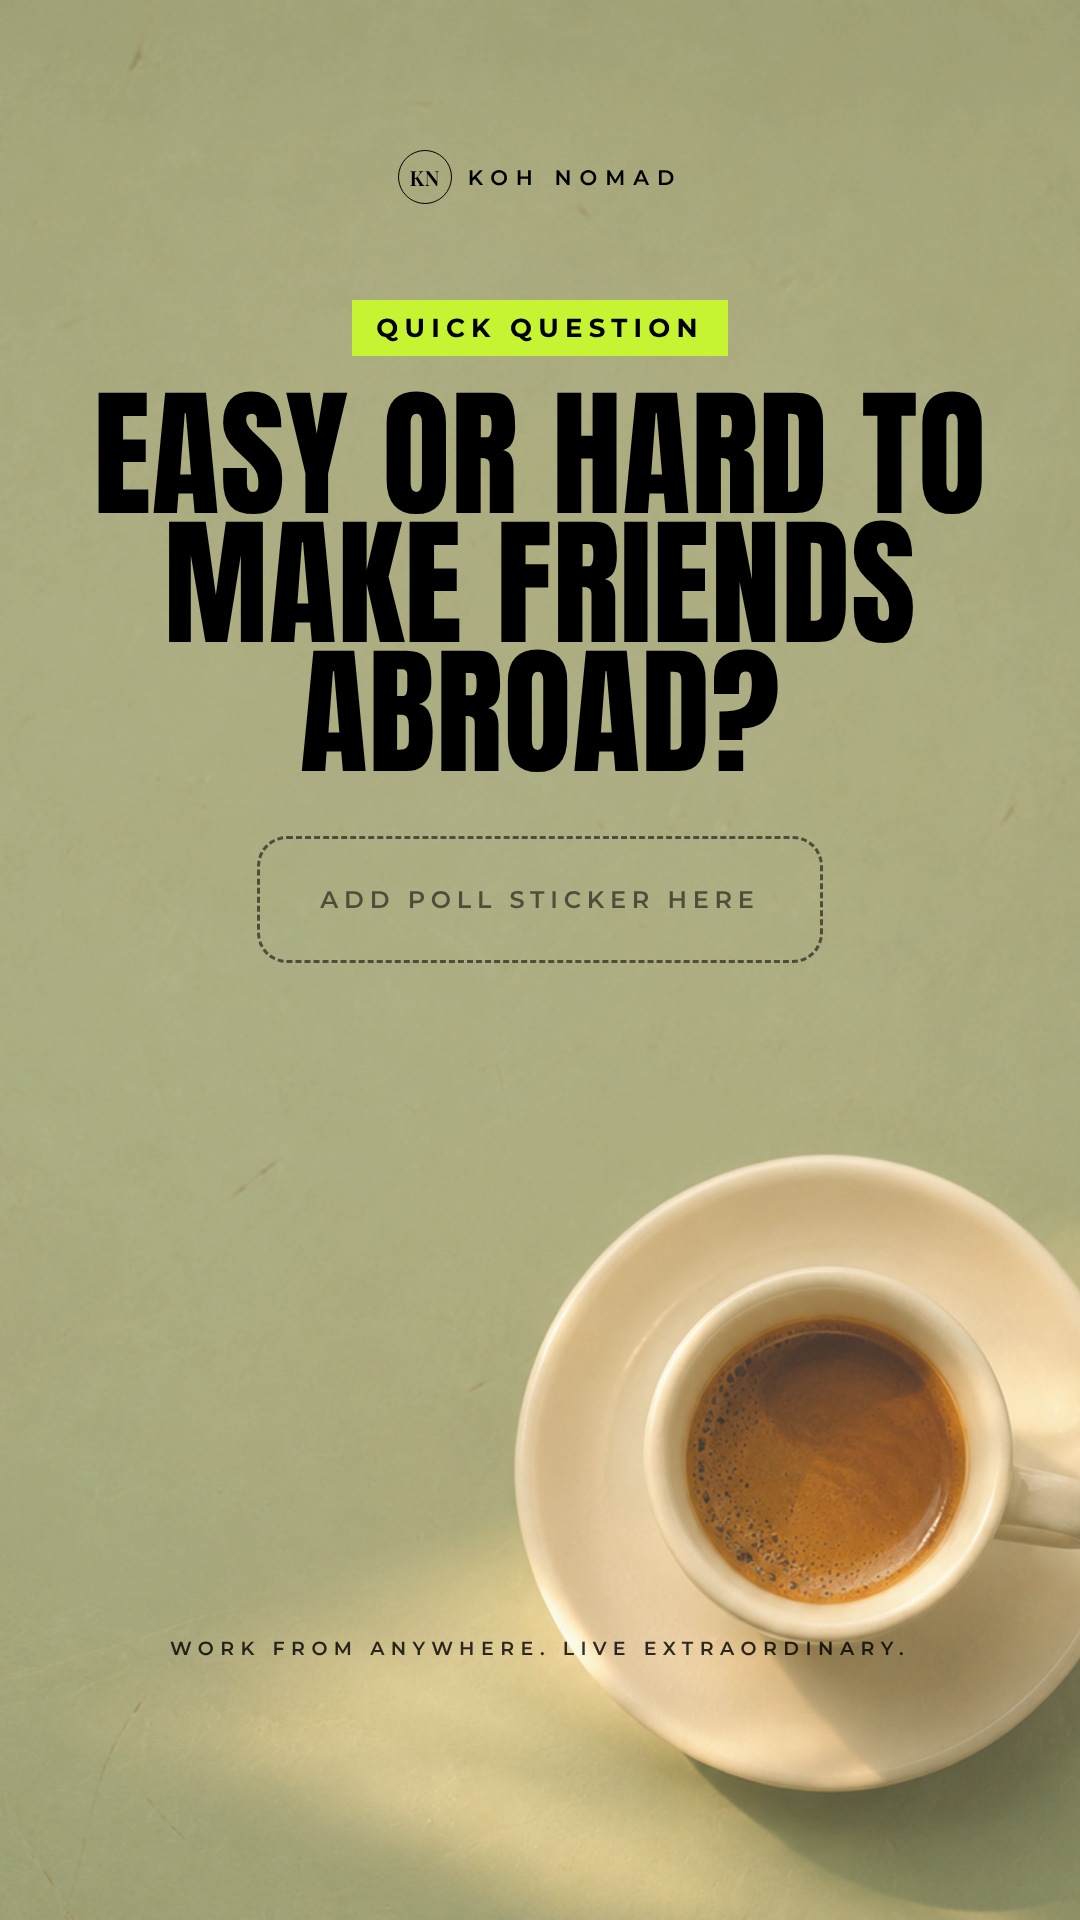 KN KOH NOMAD
QUICK QUESTION
EASY OR HARD TO
MAKE FRIENDS
ABROAD?
ADD POLL STICKER HERE
WORK FROM ANYWHERE. LIVE EXTRAORDINARY.